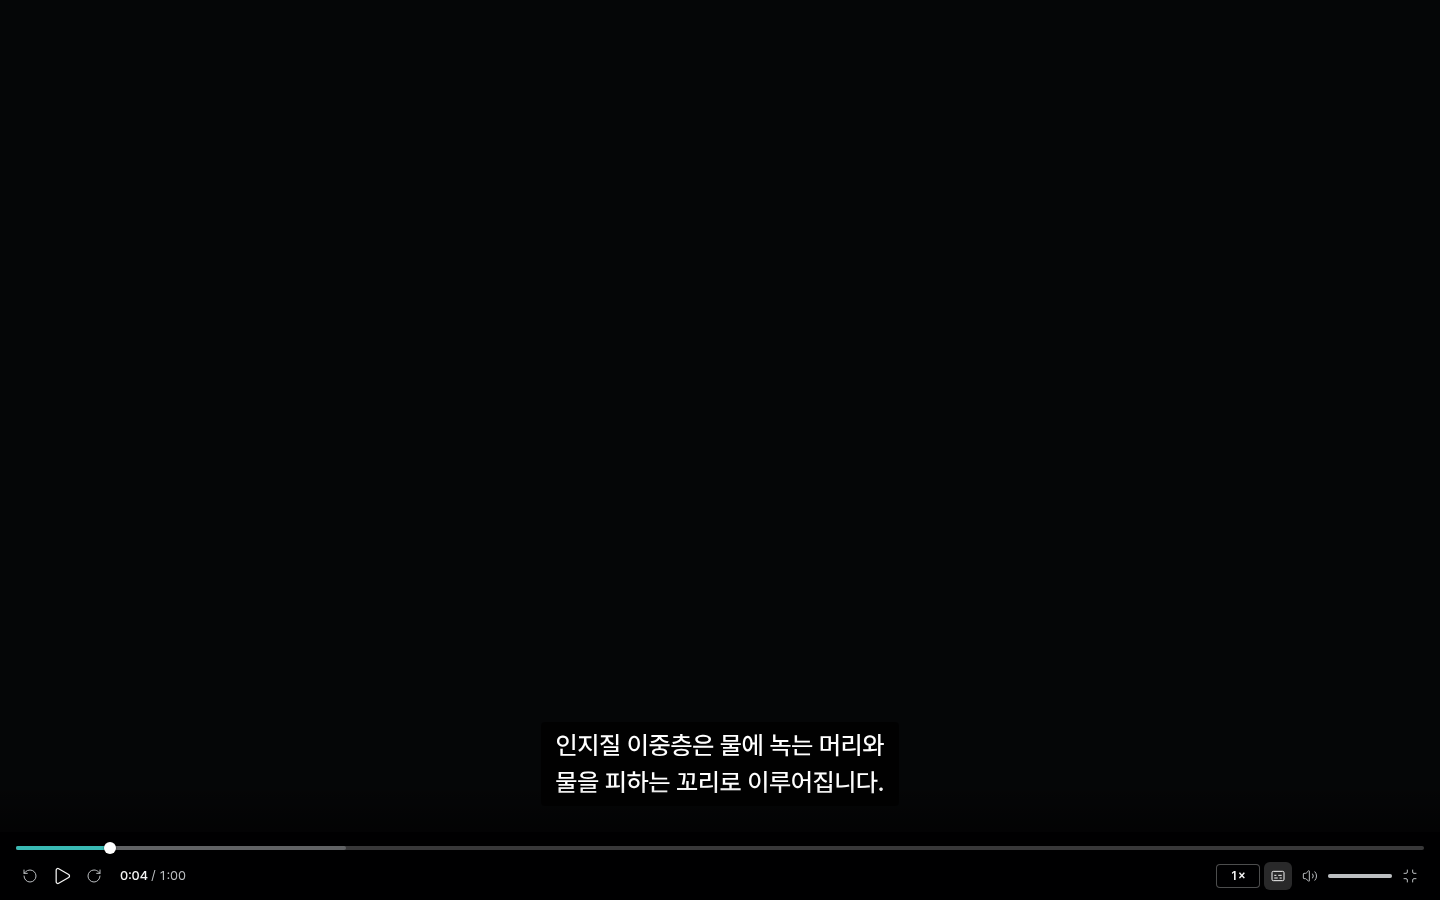 인지질 이중층은 물에 녹는 머리와
물을 피하는 꼬리로 이루어집니다.
0:04 / 1:00
1×